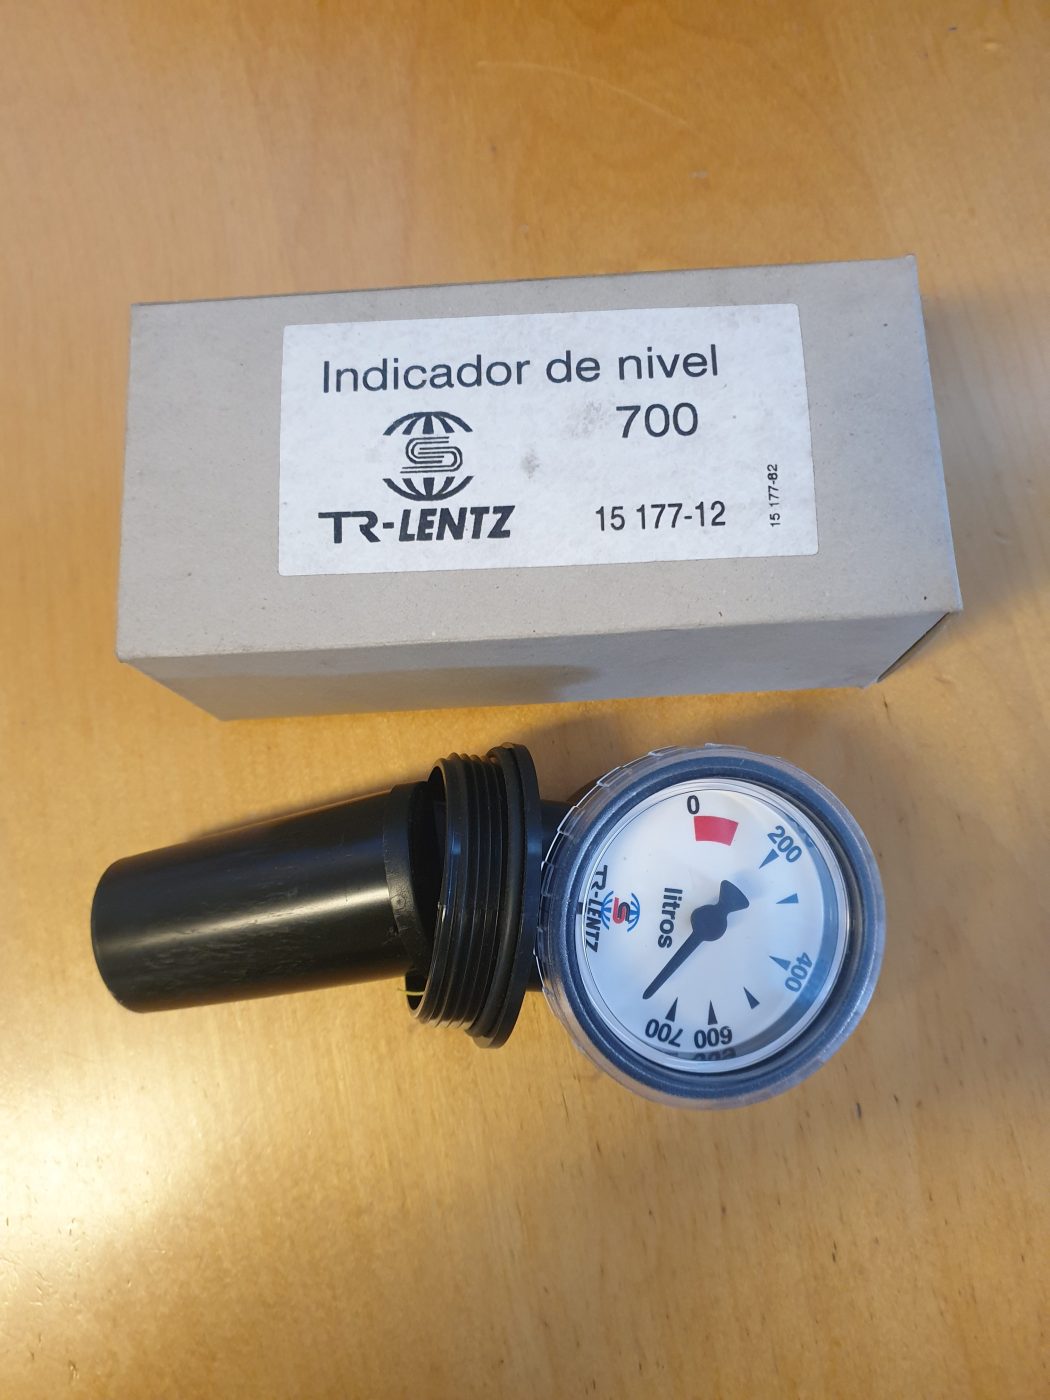 Indicador de nivel
700
S
TR-LENTZ
15 177-12
15 177-82
0
200
400
600
700
litros
S
TR-LENTZ